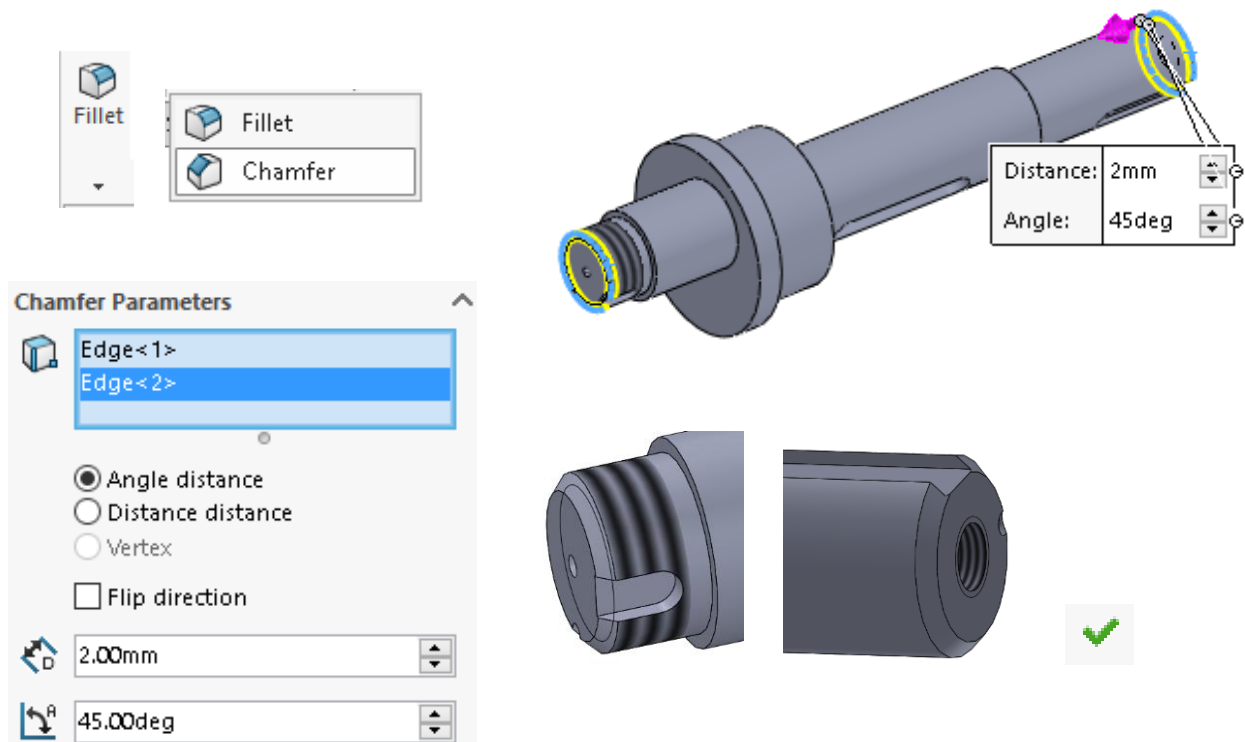 Fillet
Fillet
Chamfer
Distance: 2mm
Angle: 45deg
Chamfer Parameters
Edge<1>
Edge<2>
Angle distance
Distance distance
Vertex
Flip direction
D
2.00mm
A
45.00deg